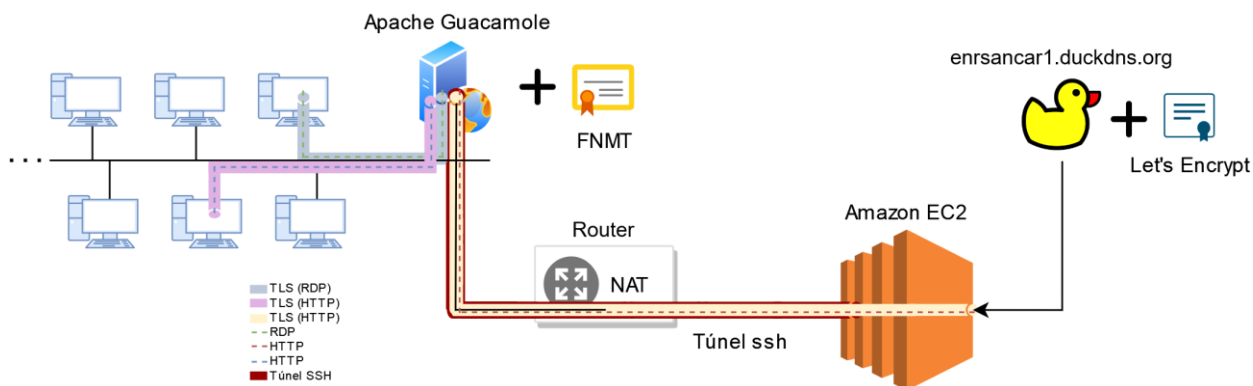 Apache Guacamole
enrsancar1.duckdns.org
FNMT
Let's Encrypt
Amazon EC2
Router
NAT
Túnel ssh
TLS (RDP)
TLS (HTTP)
TLS (HTTP)
RDP
HTTP
HTTP
Túnel SSH